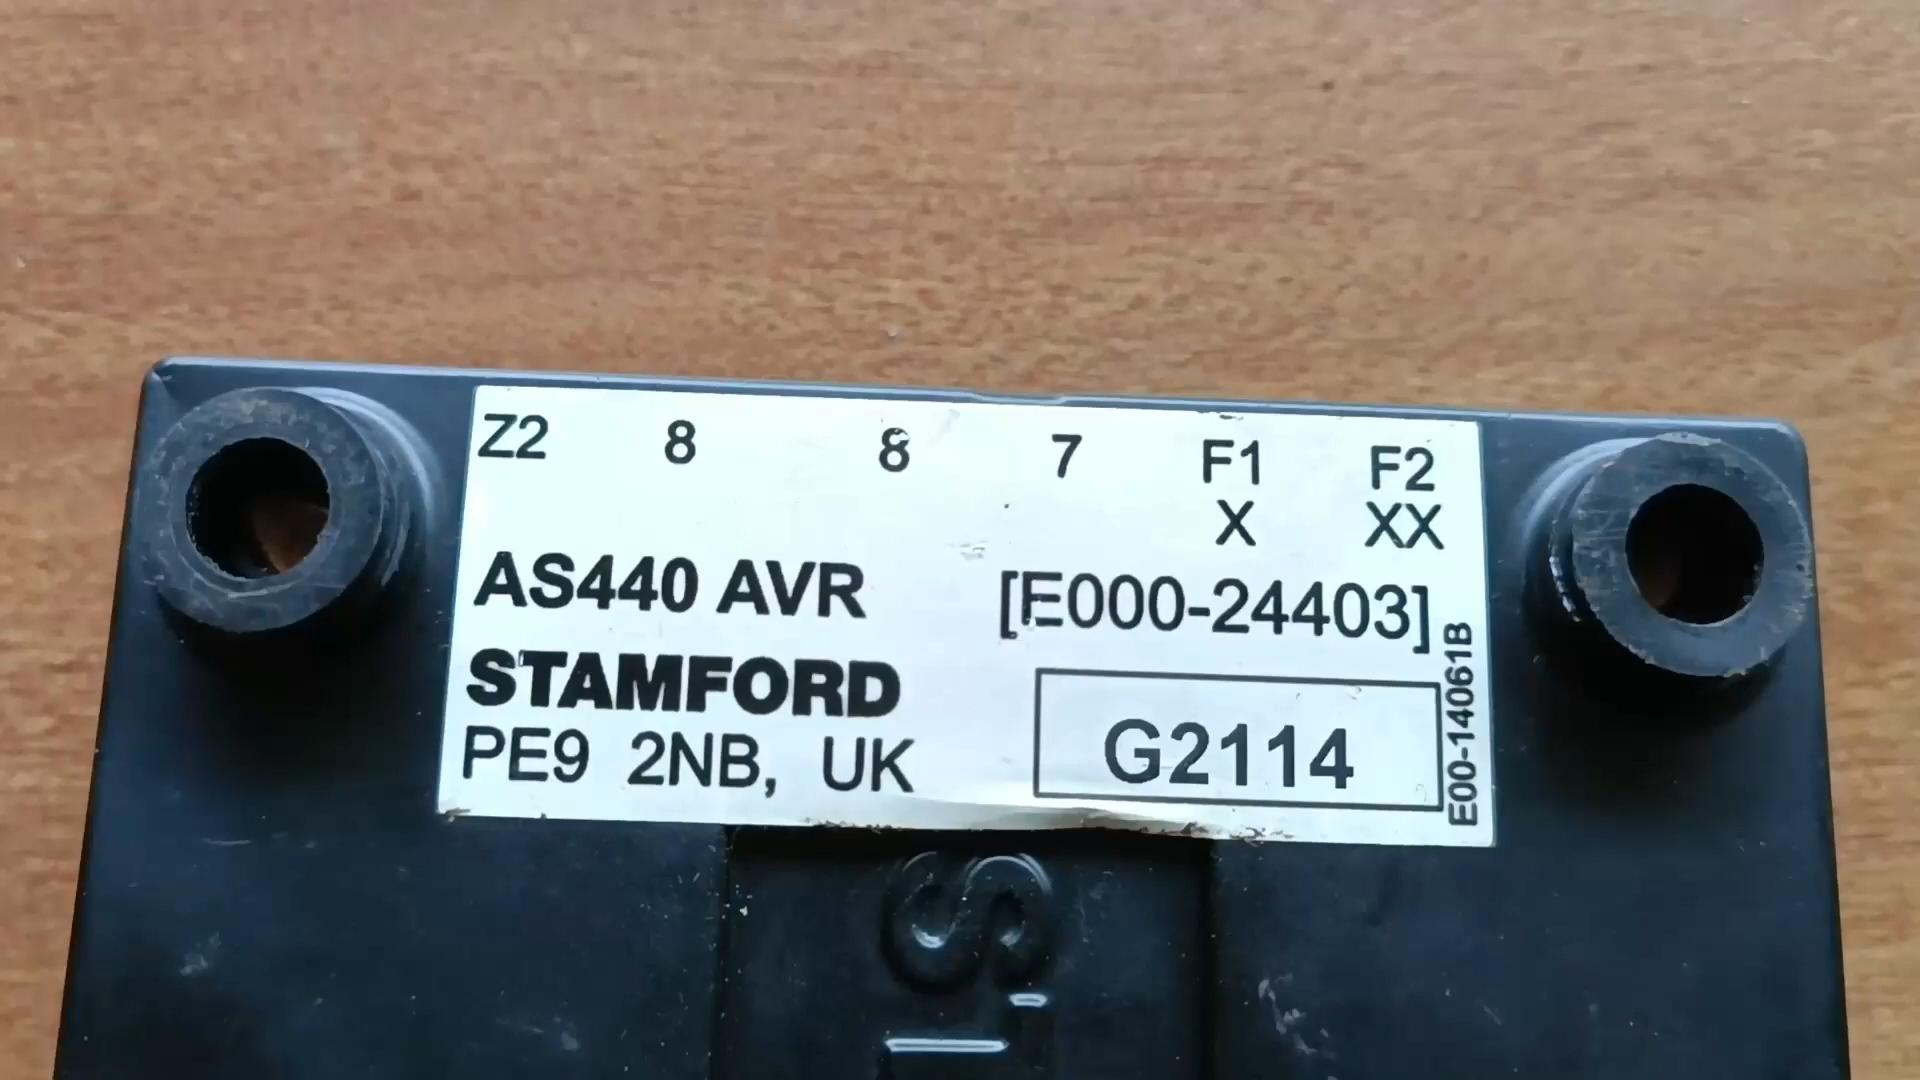 Z2 8 8 7 F1 F2
X XX
AS440 AVR [E000-24403]
STAMFORD
PE9 2NB, UK
G2114
E00-14061B